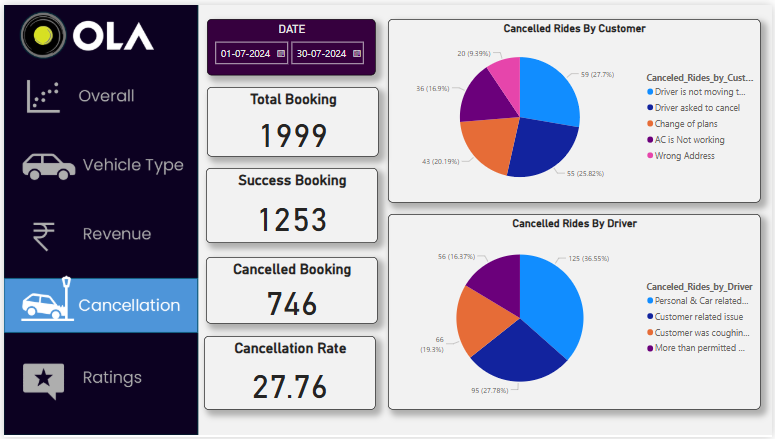 OLA
Overall
Vehicle Type
Revenue
Cancellation
Ratings
DATE
01-07-2024 30-07-2024
Total Booking
1999
Success Booking
1253
Cancelled Booking
746
Cancellation Rate
27.76
Cancelled Rides By Customer
20 (9.39%)
59 (27.7%)
36 (16.9%)
43 (20.19%)
55 (25.82%)
Canceled_Rides_by_Cust...
Driver is not moving t...
Driver asked to cancel
Change of plans
AC is Not working
Wrong Address
Cancelled Rides By Driver
56 (16.37%)
125 (36.55%)
66
(19.3%)
95 (27.78%)
Canceled_Rides_by_Driver
Personal & Car related...
Customer related issue
Customer was coughin...
More than permitted ...